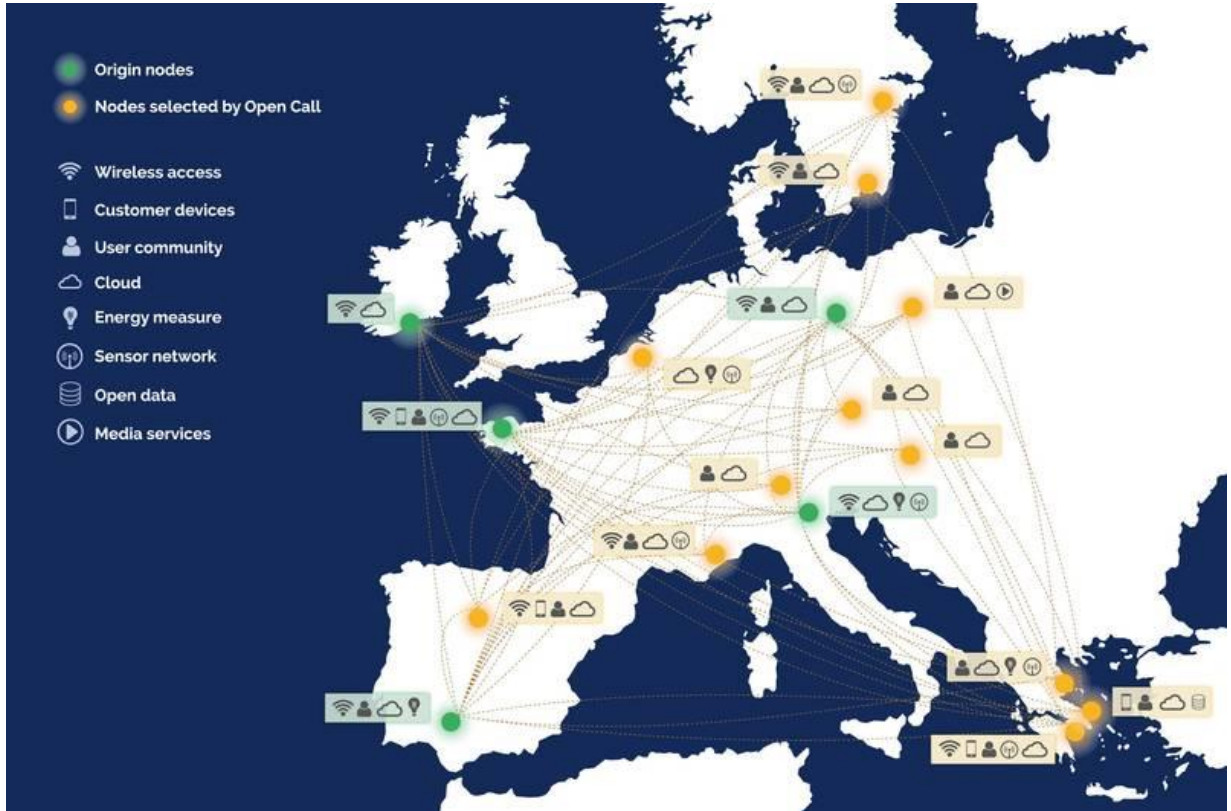 Origin nodes
Nodes selected by Open Call
Wireless access
Customer devices
User community
Cloud
Energy measure
Sensor network
Open data
Media services